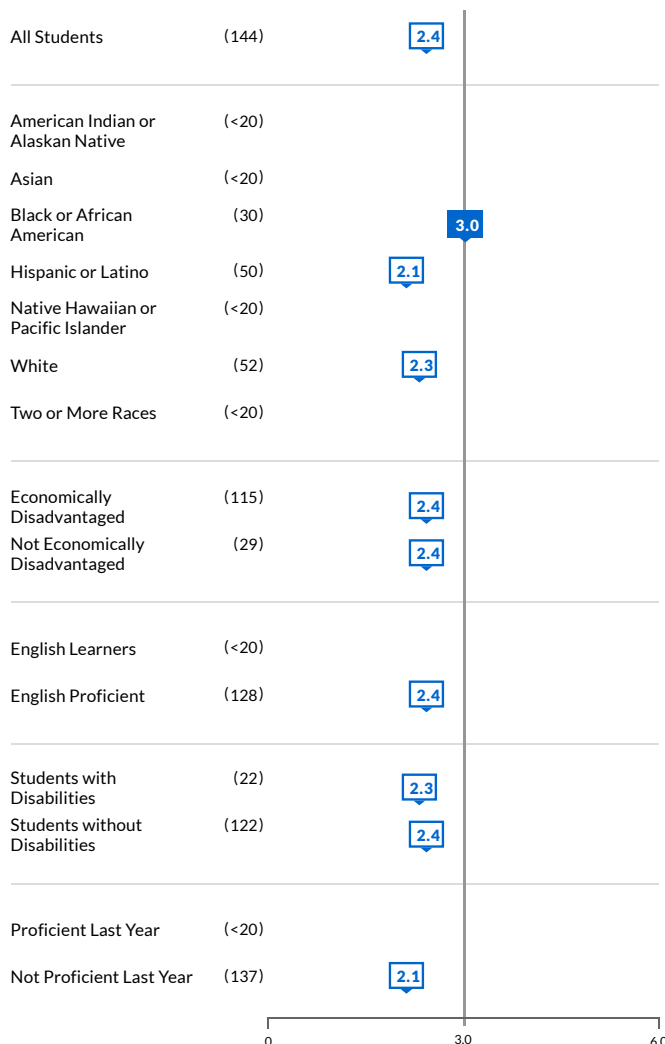 All Students (144) 2.4
American Indian or (<20)
Alaskan Native
Asian (<20)
Black or African (30) 3.0
American
Hispanic or Latino (50) 2.1
Native Hawaiian or (<20)
Pacific Islander
White (52) 2.3
Two or More Races (<20)
Economically (115) 2.4
Disadvantaged
Not Economically (29) 2.4
Disadvantaged
English Learners (<20)
English Proficient (128) 2.4
Students with (22) 2.3
Disabilities
Students without (122) 2.4
Disabilities
Proficient Last Year (<20)
Not Proficient Last Year (137) 2.1
0 3.0 6.0